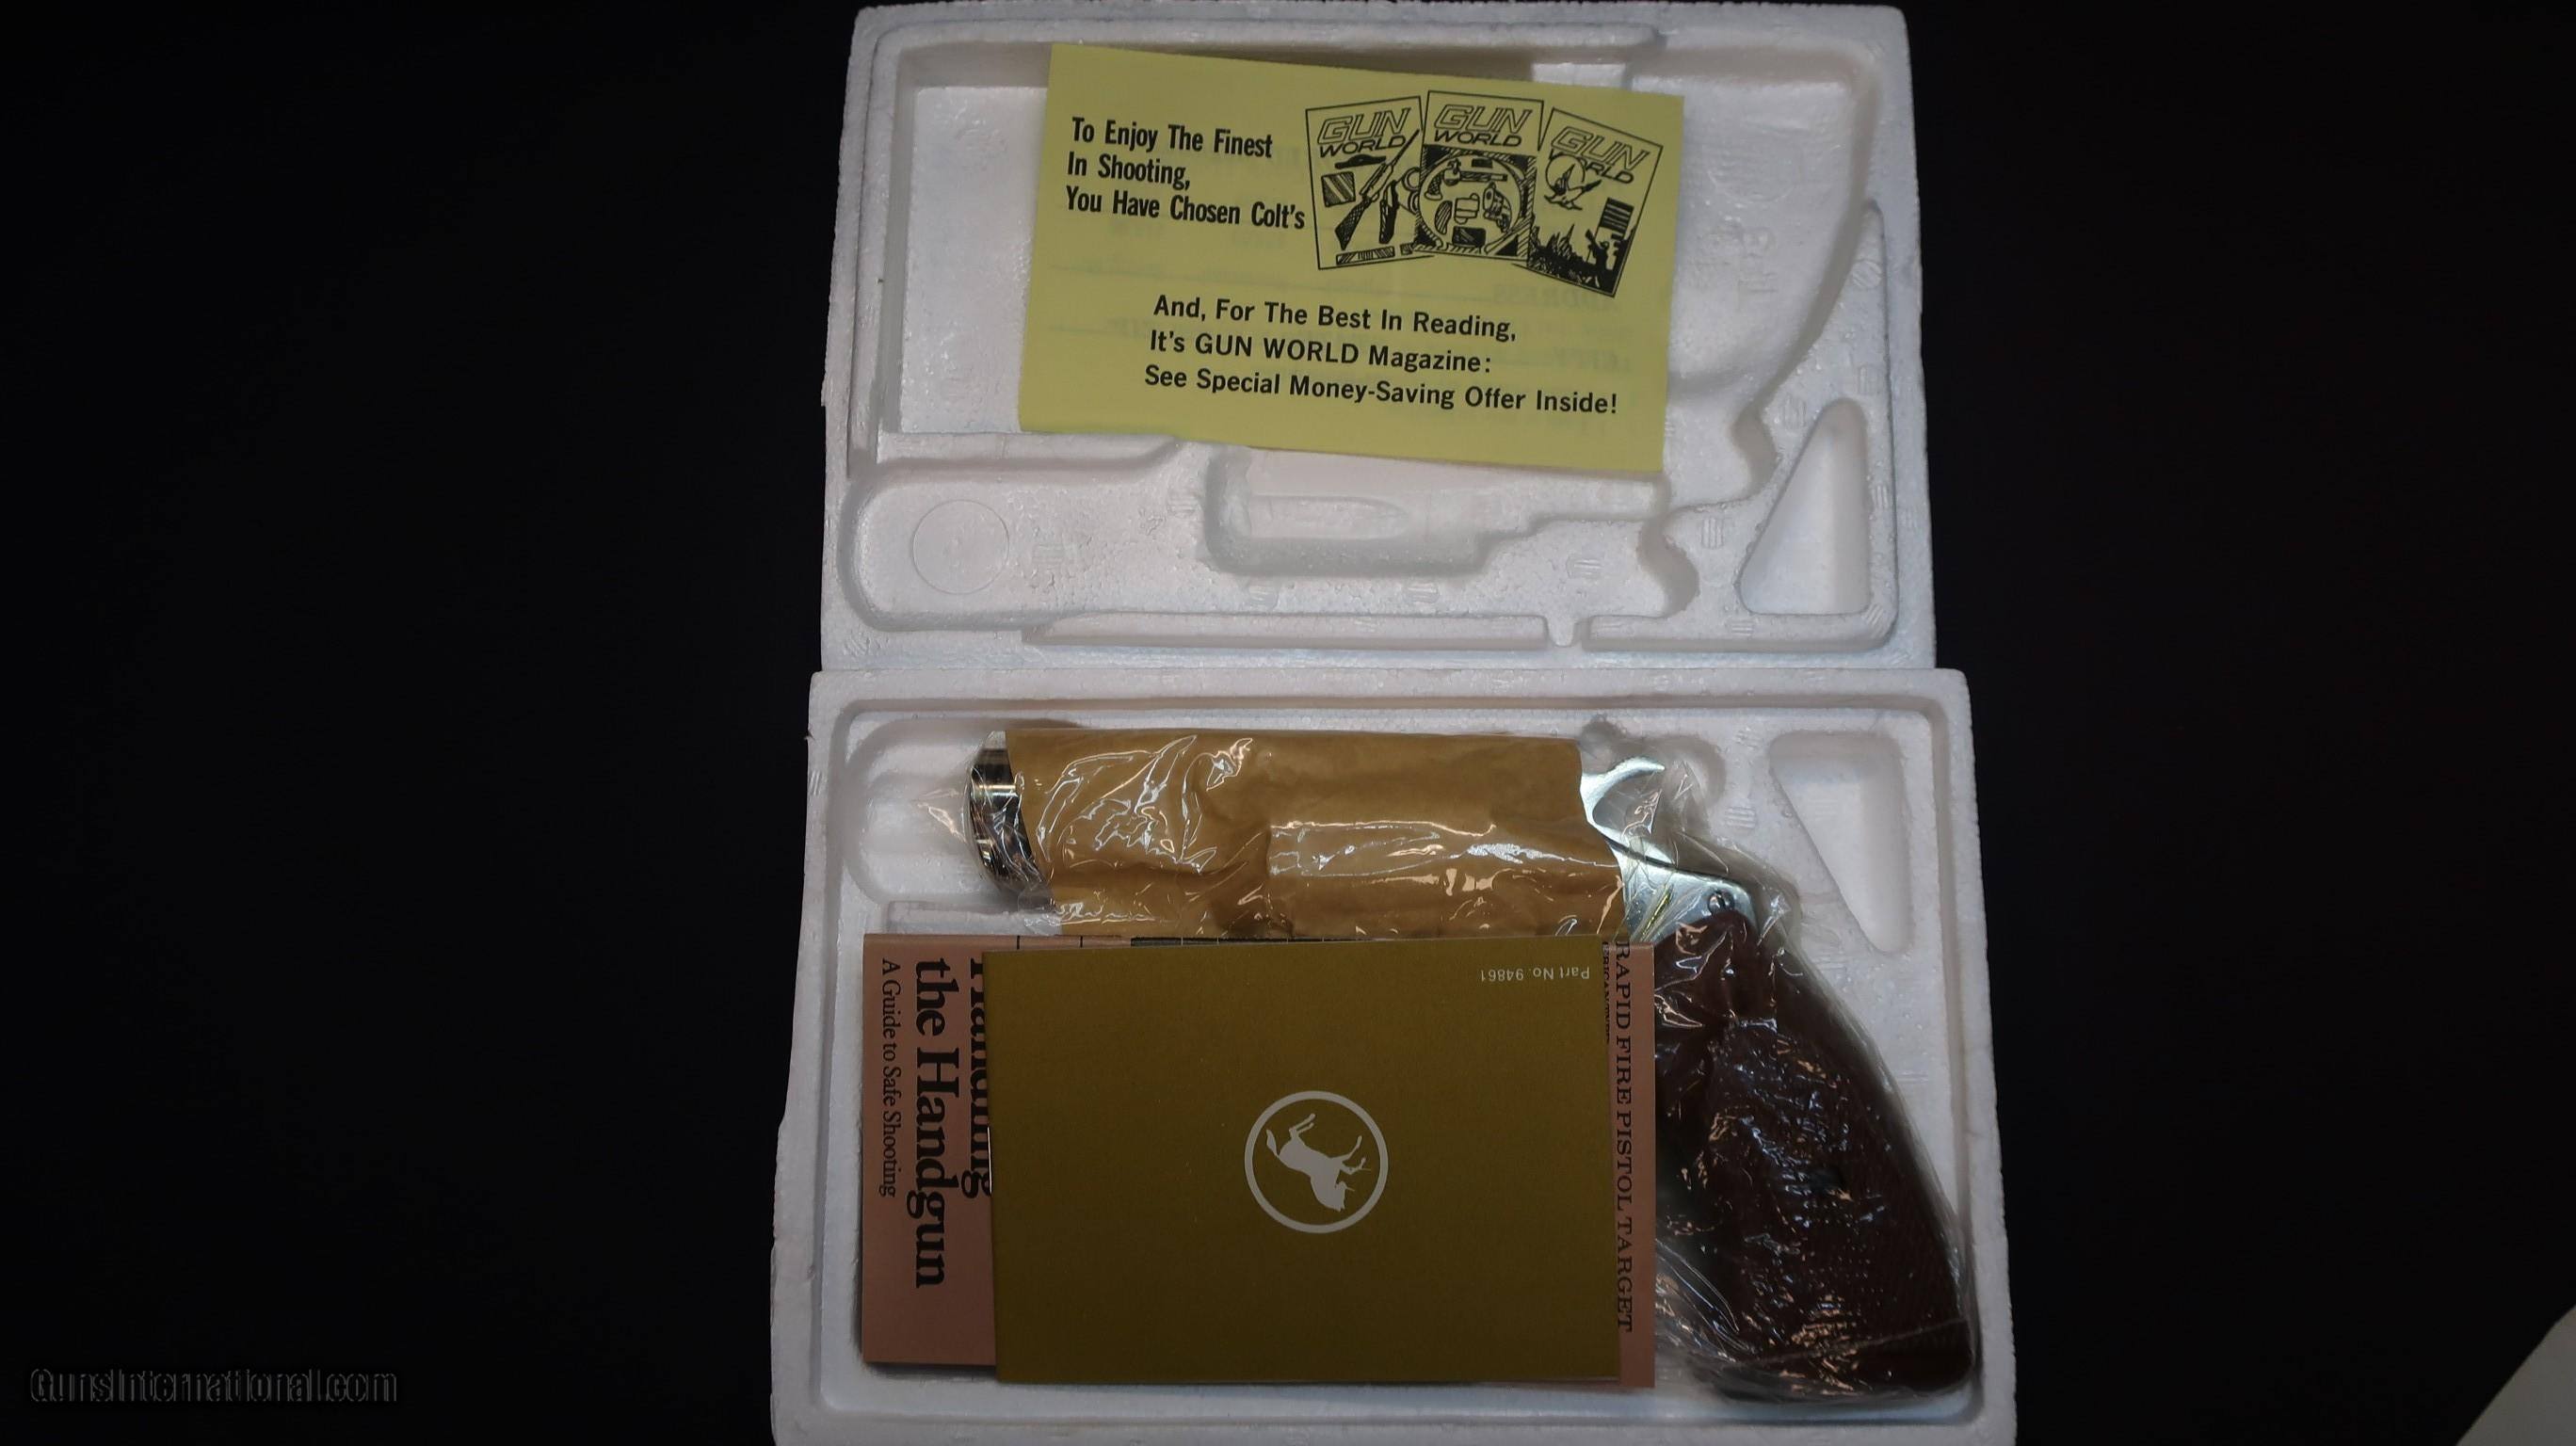 To Enjoy The Finest
In Shooting,
You Have Chosen Colt's
GUN
WORLD
GUN
WORLD
GUN
WORLD
And, For The Best In Reading,
It's GUN WORLD Magazine:
See Special Money-Saving Offer Inside!
Part No. 94861
Handling
the Handgun
A Guide to Safe Shooting
RAPID FIRE PISTOL TARGET
GunsInternational.com